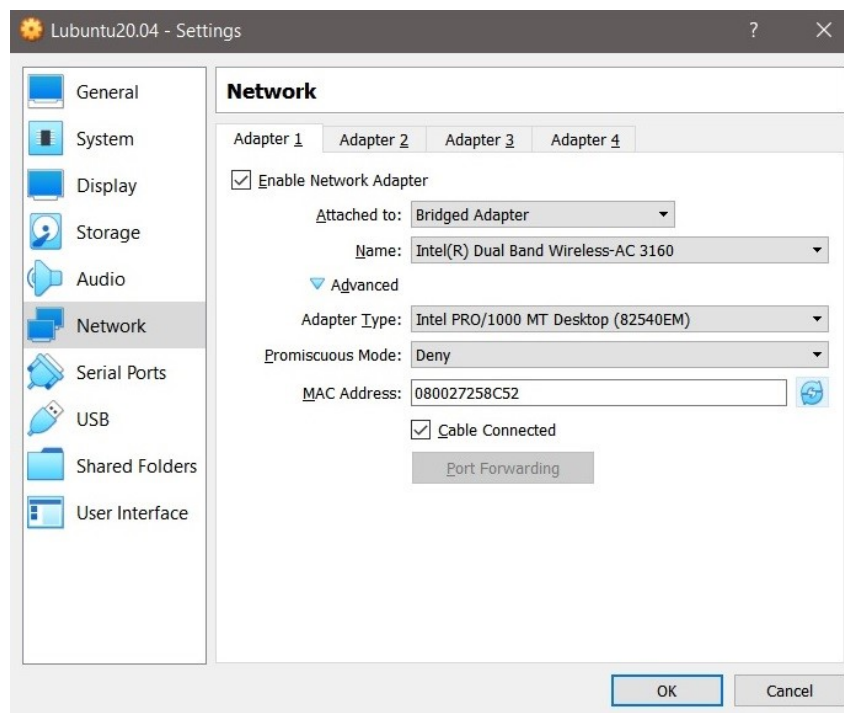 Lubuntu20.04 - Settings
?
General
System
Display
Storage
Audio
Network
Serial Ports
USB
Shared Folders
User Interface
Network
Adapter 1 Adapter 2 Adapter 3 Adapter 4
Enable Network Adapter
Attached to: Bridged Adapter
Name: Intel(R) Dual Band Wireless-AC 3160
Advanced
Adapter Type: Intel PRO/1000 MT Desktop (82540EM)
Promiscuous Mode: Deny
MAC Address: 080027258C52
Cable Connected
Port Forwarding
OK Cancel